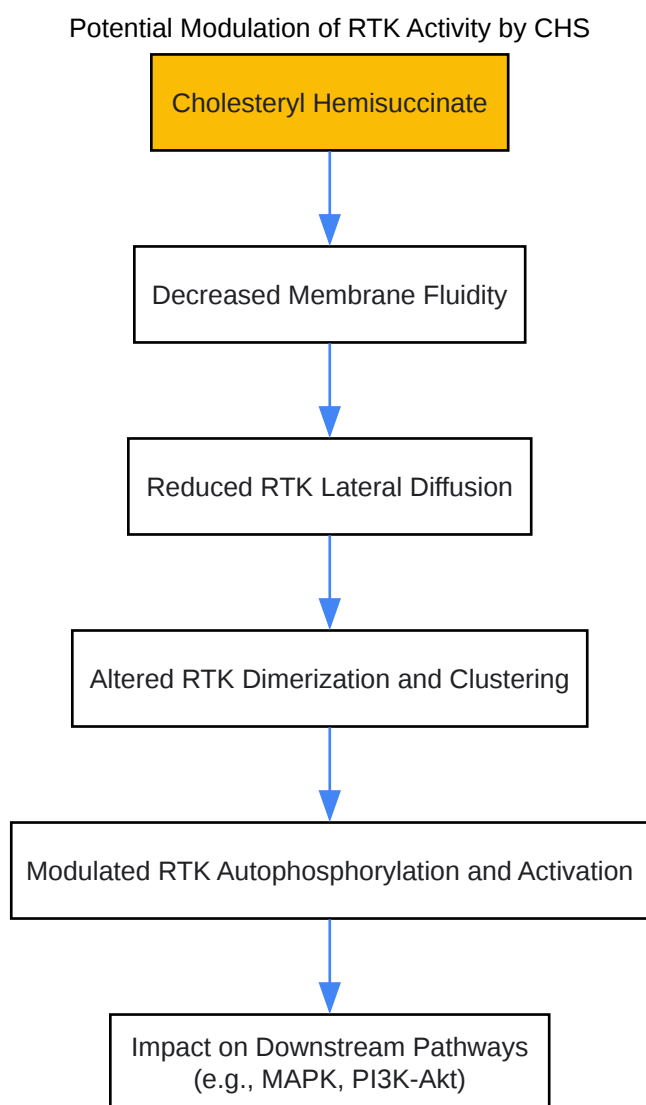 Potential Modulation of RTK Activity by CHS
Cholesteryl Hemisuccinate
Decreased Membrane Fluidity
Reduced RTK Lateral Diffusion
Altered RTK Dimerization and Clustering
Modulated RTK Autophosphorylation and Activation
Impact on Downstream Pathways
(e.g., MAPK, PI3K-Akt)